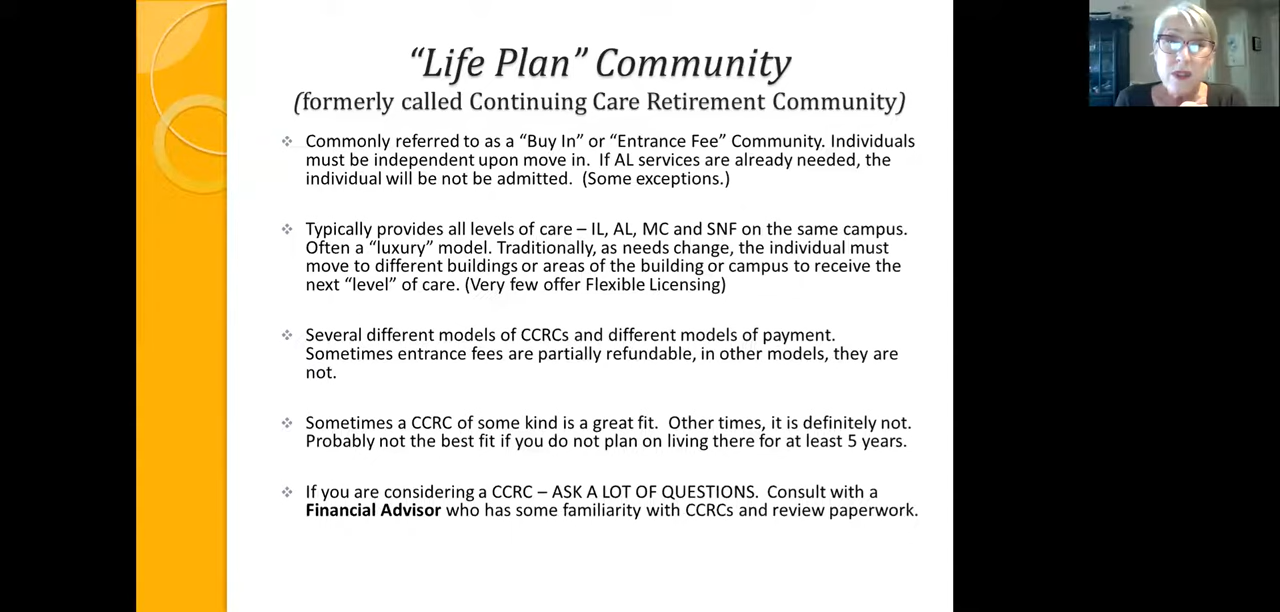 “Life Plan” Community
(formerly called Continuing Care Retirement Community)
Commonly referred to as a “Buy In” or “Entrance Fee” Community. Individuals
must be independent upon move in.  If AL services are already needed, the
individual will be not be admitted.  (Some exceptions.)
Typically provides all levels of care – IL, AL, MC and SNF on the same campus.
Often a “luxury” model. Traditionally, as needs change, the individual must
move to different buildings or areas of the building or campus to receive the
next “level” of care. (Very few offer Flexible Licensing)
Several different models of CCRCs and different models of payment.
Sometimes entrance fees are partially refundable, in other models, they are
not.
Sometimes a CCRC of some kind is a great fit.  Other times, it is definitely not.
Probably not the best fit if you do not plan on living there for at least 5 years.
If you are considering a CCRC – ASK A LOT OF QUESTIONS.  Consult with a
Financial Advisor who has some familiarity with CCRCs and review paperwork.